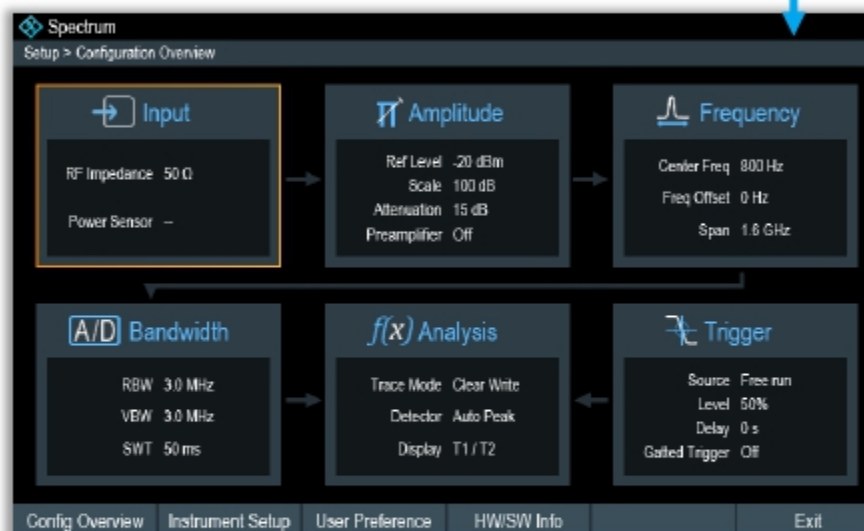 Spectrum
Setup > Configuration Overview
Input
RF Impedance 50 Ω
Power Sensor --
Amplitude
Ref Level -20 dBm
Scale 100 dB
Attenuation 15 dB
Preamplifier Off
Frequency
Center Freq 800 Hz
Freq Offset 0 Hz
Span 1.6 GHz
A/D Bandwidth
RBW 3.0 MHz
VBW 3.0 MHz
SWT 50 ms
f(x) Analysis
Trace Mode Clear Write
Detector Auto Peak
Display T1 / T2
Trigger
Source Free run
Level 50%
Delay 0 s
Gatted Trigger Off
Config Overview Instrument Setup User Preference HW/SW Info Exit